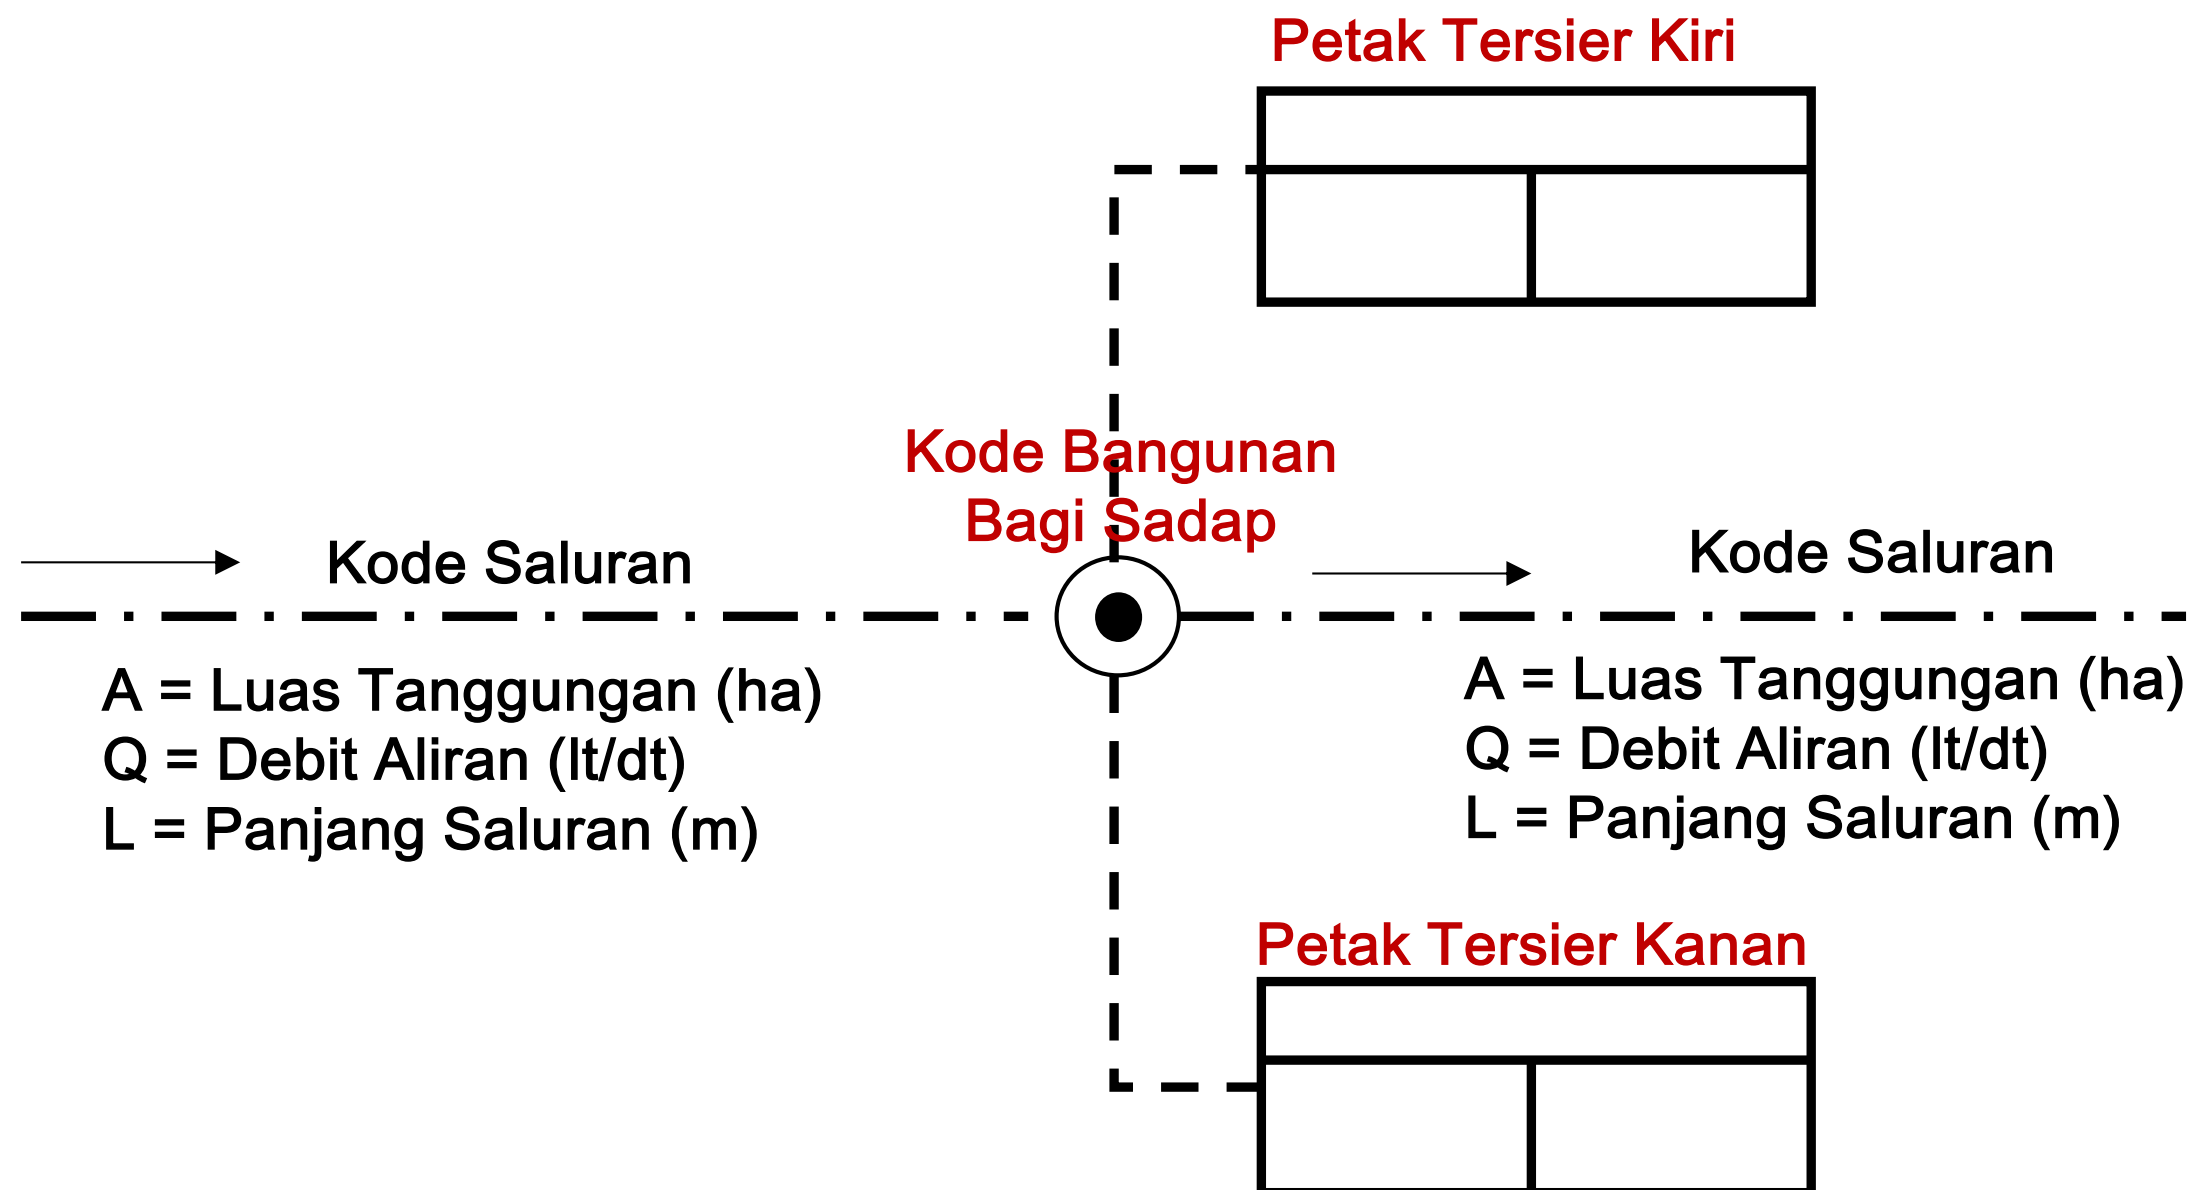 Petak Tersier Kiri
Kode Bangunan
Bagi Sadap
Kode Saluran
A = Luas Tanggungan (ha)
Q = Debit Aliran (lt/dt)
L = Panjang Saluran (m)
Kode Saluran
A = Luas Tanggungan (ha)
Q = Debit Aliran (lt/dt)
L = Panjang Saluran (m)
Petak Tersier Kanan